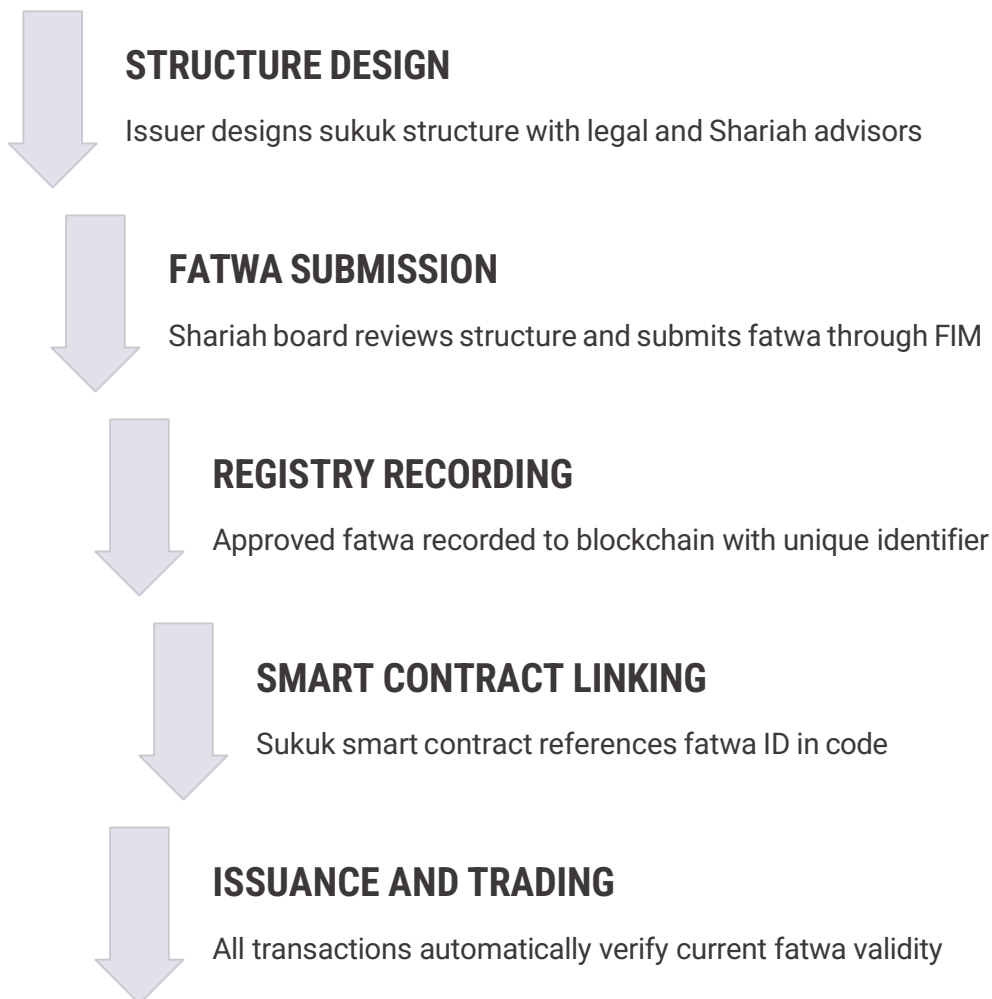 STRUCTURE DESIGN
Issuer designs sukuk structure with legal and Shariah advisors
FATWA SUBMISSION
Shariah board reviews structure and submits fatwa through FIM
REGISTRY RECORDING
Approved fatwa recorded to blockchain with unique identifier
SMART CONTRACT LINKING
Sukuk smart contract references fatwa ID in code
ISSUANCE AND TRADING
All transactions automatically verify current fatwa validity